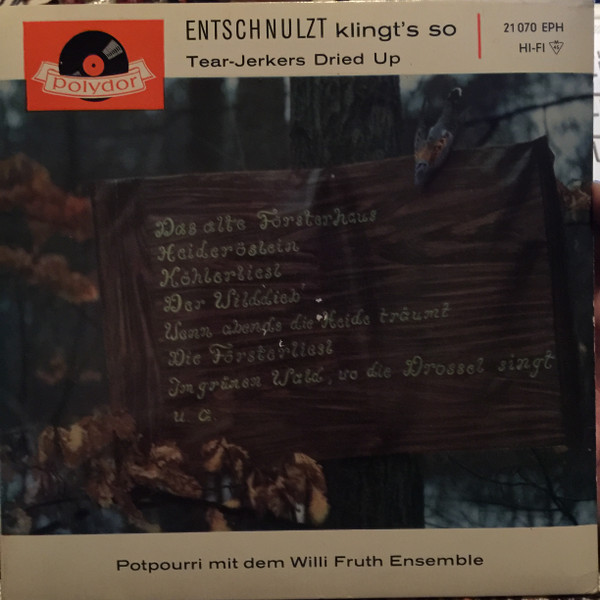 polydor
ENTSCHNULZT klingt's so
Tear-Jerkers Dried Up
21 070 EPH
HI-FI 45
Das alte Försterhaus
Heideröslein
Köhlerliesl
Der Wilddieb
Wenn abends die Heide träumt
Die Försterliesl
Im grünen Wald, wo die Drossel singt
u. a.
Potpourri mit dem Willi Fruth Ensemble